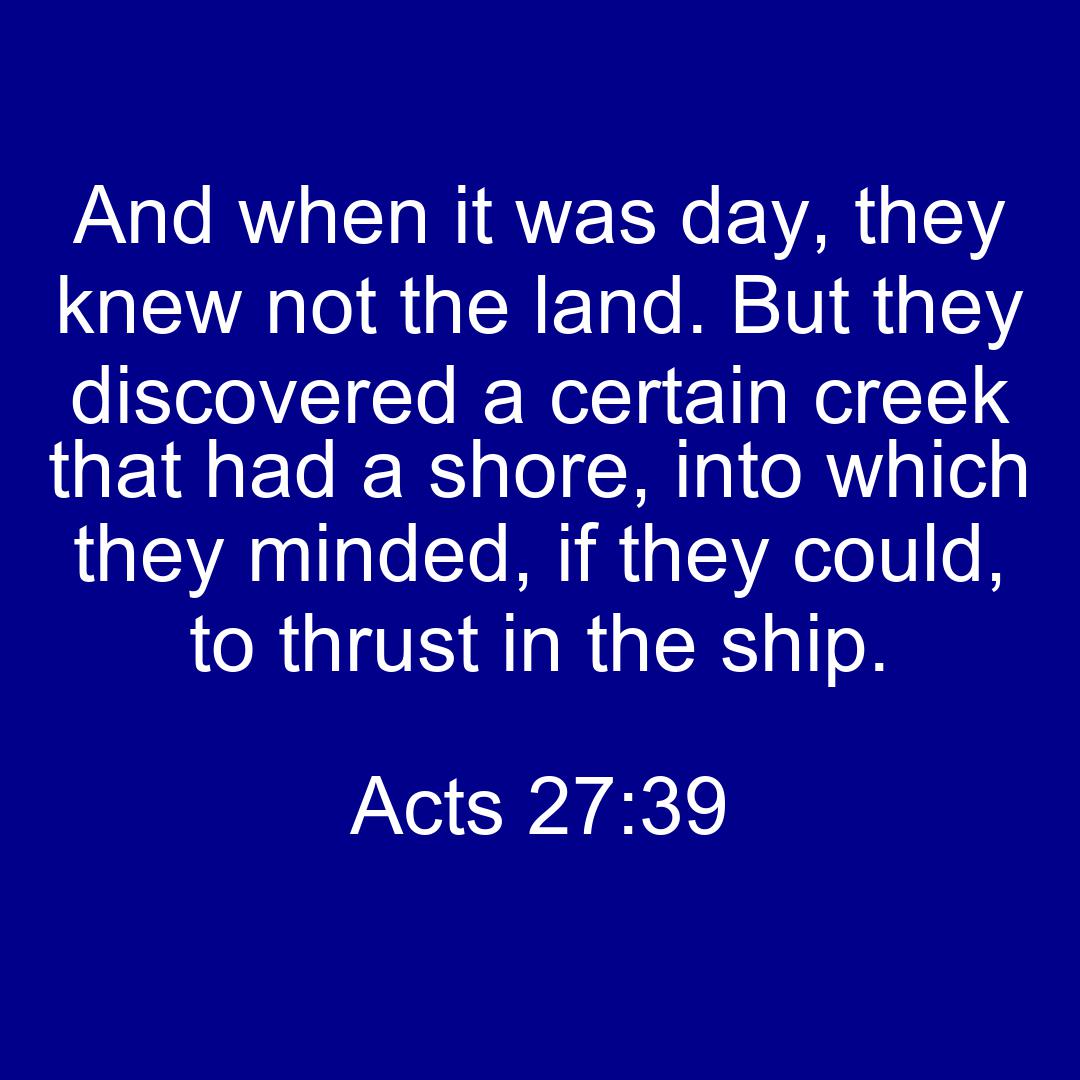 And when it was day, they
knew not the land. But they
discovered a certain creek
that had a shore, into which
they minded, if they could,
to thrust in the ship.
Acts 27:39